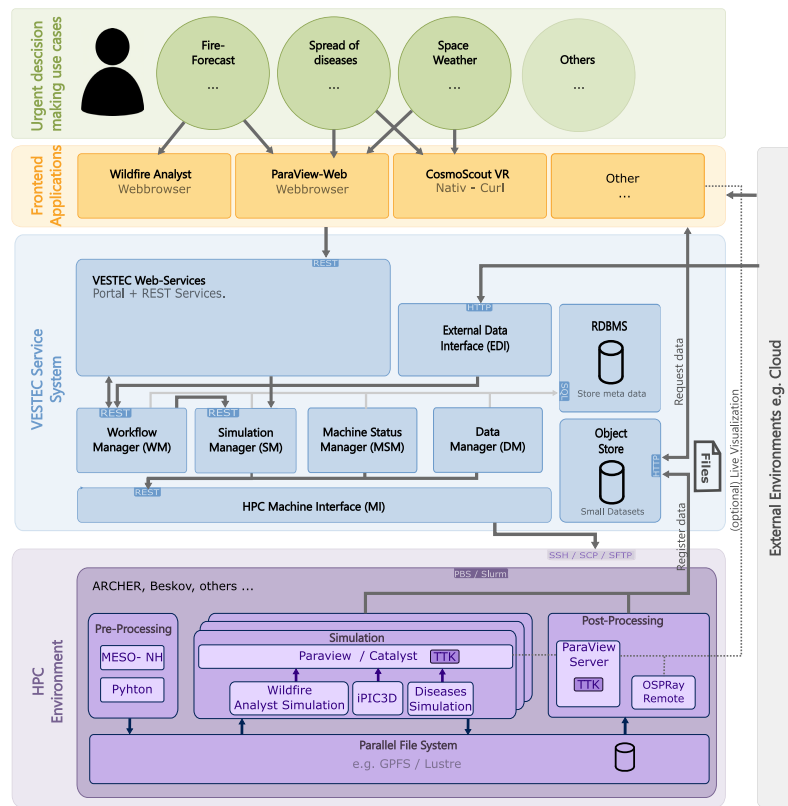 Urgent descision
making use cases
Fire-
Forecast
...
Spread of
diseases
...
Space
Weather
...
Others
...
Frontend
Applications
Wildfire Analyst
Webbrowser
ParaView-Web
Webbrowser
CosmoScout VR
Nativ - Curl
Other
...
External Environments e.g. Cloud
VESTEC Service
System
REST
VESTEC Web-Services
Portal + REST Services.
HTTP
External Data
Interface (EDI)
RDBMS
SQL
Store meta data
REST
Workflow
Manager (WM)
REST
Simulation
Manager (SM)
Machine Status
Manager (MSM)
Data
Manager (DM)
Object
Store
HTTP
Small Datasets
Files
Request data
Register data
(optional) Live Visualization
REST
HPC Machine Interface (MI)
SSH / SCP / SFTP
HPC
Environment
PBS / Slurm
ARCHER, Beskov, others ...
Pre-Processing
MESO- NH
Pyhton
Simulation
Paraview / Catalyst
TTK
Wildfire
Analyst Simulation
iPIC3D
Diseases
Simulation
Post-Processing
ParaView
Server
TTK
OSPRay
Remote
Parallel File System
e.g. GPFS / Lustre